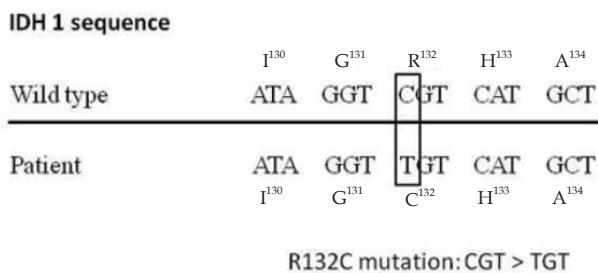 IDH 1 sequence
I130 G131 R132 H133 A134
Wild type ATA GGT CGT CAT GCT
Patient ATA GGT TGT CAT GCT
I130 G131 C132 H133 A134
R132C mutation: CGT > TGT